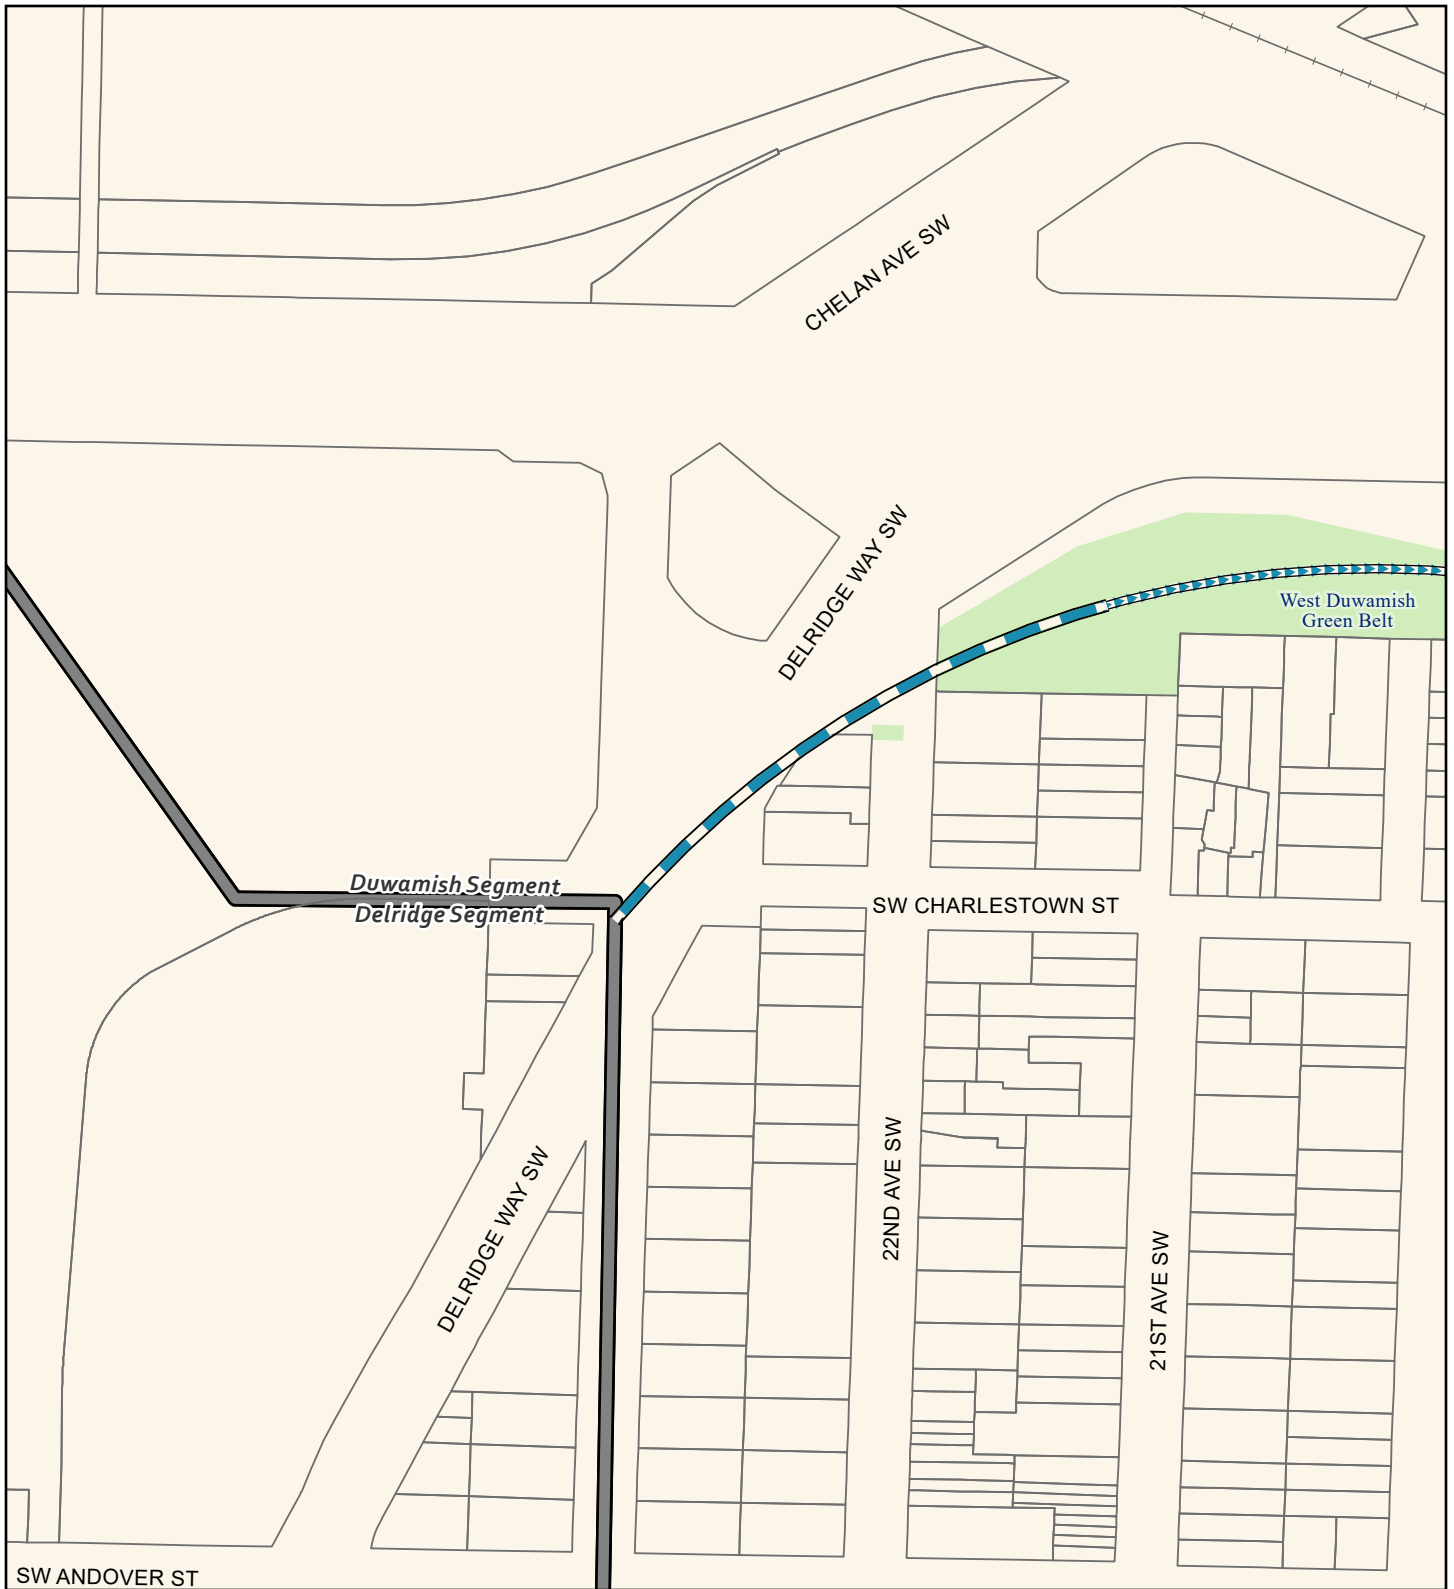 CHELAN AVE SW
DELRIDGE WAY SW
West Duwamish
Green Belt
Duwamish Segment
Delridge Segment
SW CHARLESTOWN ST
DELRIDGE WAY SW
22ND AVE SW
21ST AVE SW
SW ANDOVER ST